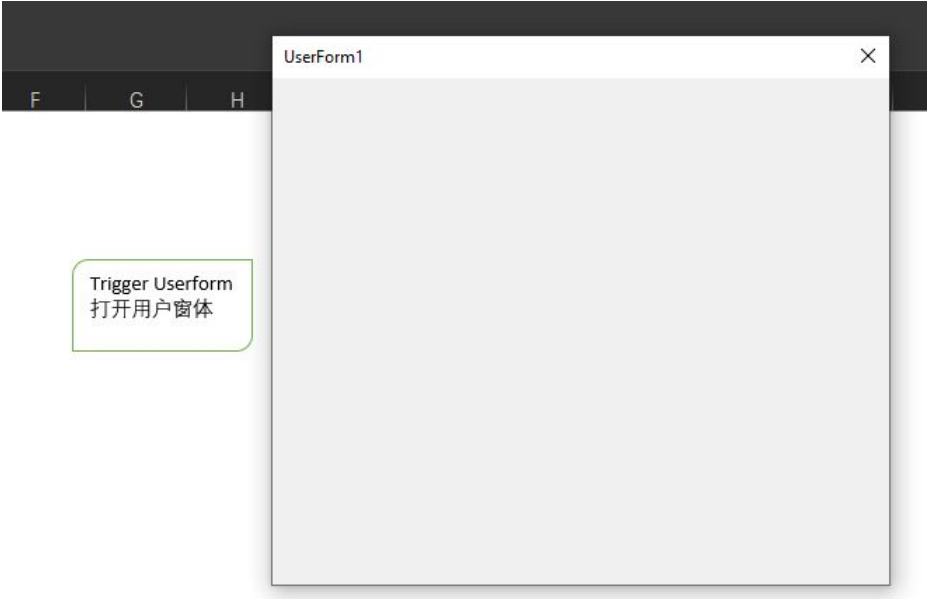 UserForm1
F G H
Trigger Userform
打开用户窗体